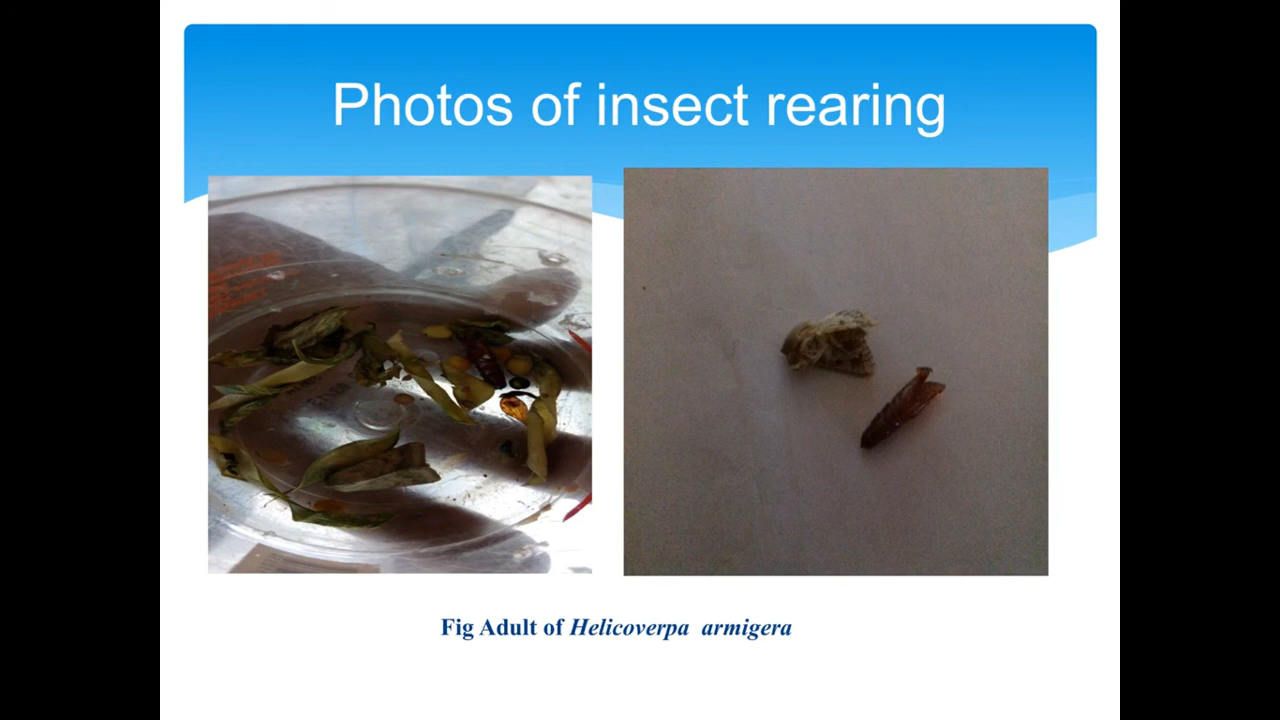 Photos of insect rearing
Fig Adult of Helicoverpa armigera